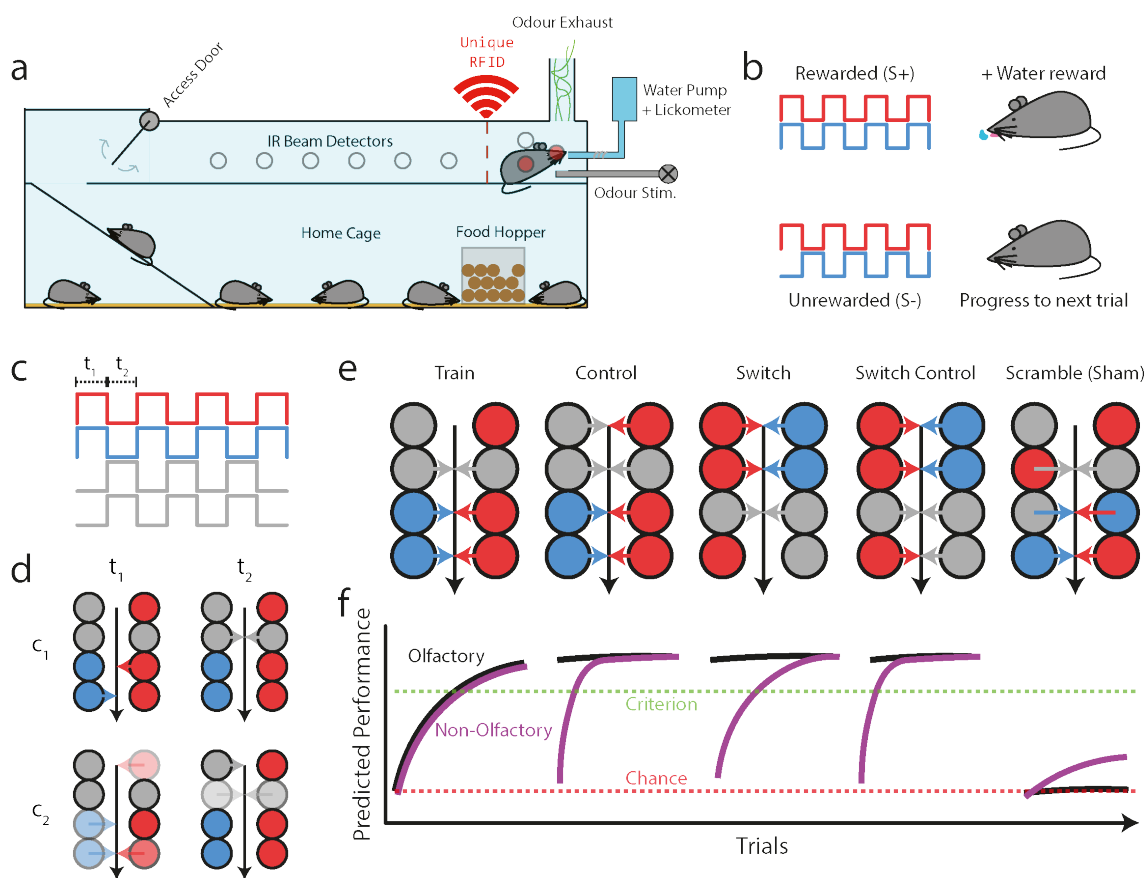 a
Access Door
IR Beam Detectors
Unique
RFID
Odour Exhaust
Water Pump
+ Lickometer
Odour Stim.
Home Cage
Food Hopper
b
Rewarded (S+)
+ Water reward
Unrewarded (S-)
Progress to next trial
c
t1
t2
d
t1
t2
c1
c2
e
Train
Control
Switch
Switch Control
Scramble (Sham)
f
Predicted Performance
Olfactory
Non-Olfactory
Criterion
Chance
Trials